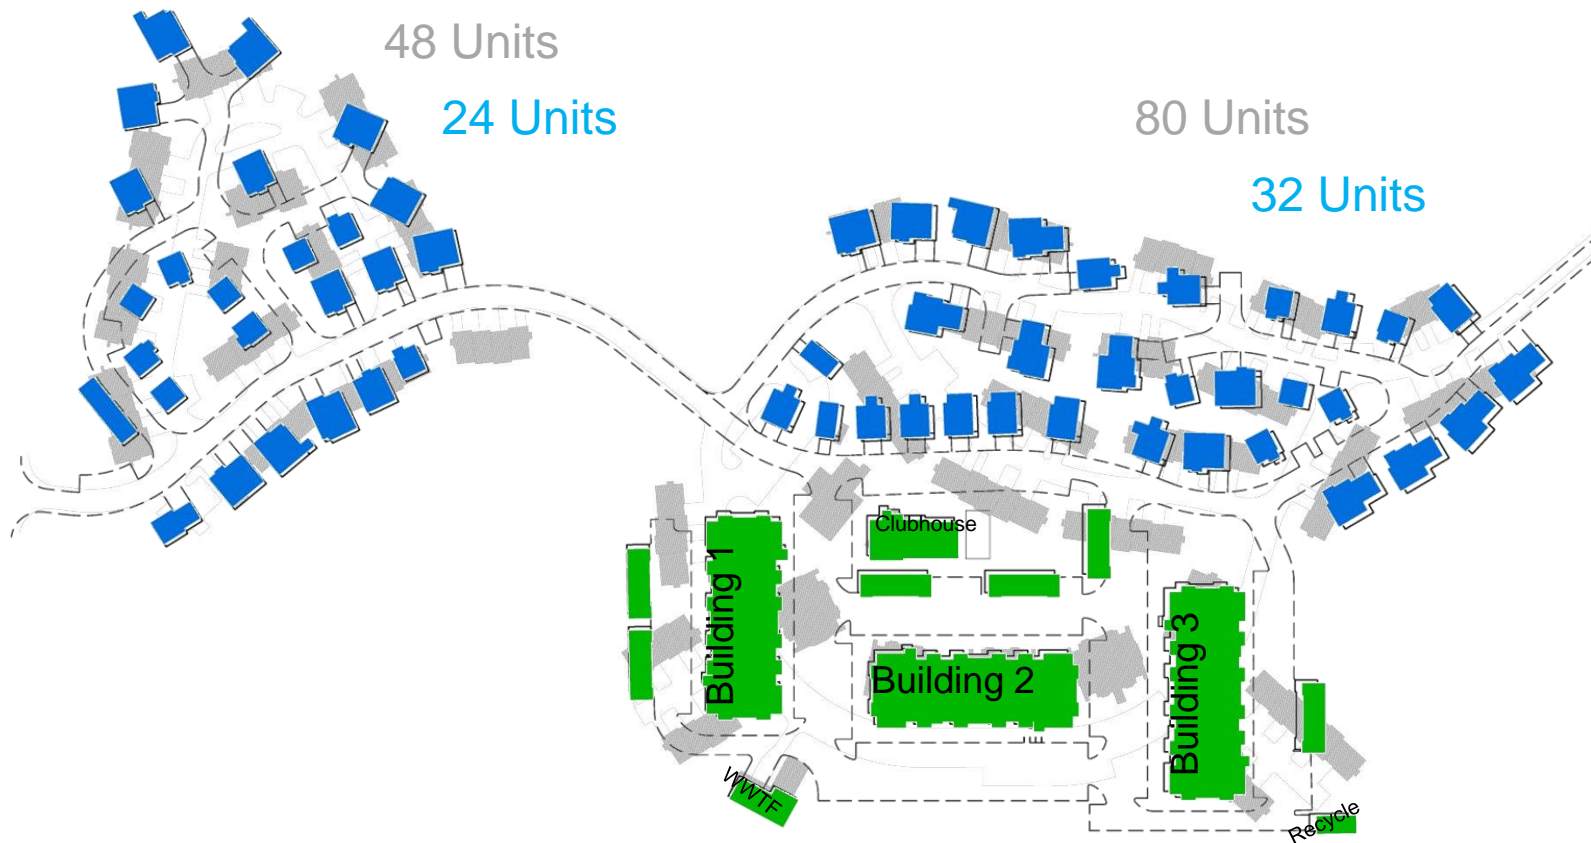 48 Units
24 Units
80 Units
32 Units
Clubhouse
Building 1
Building 2
Building 3
WWTF
Recycle